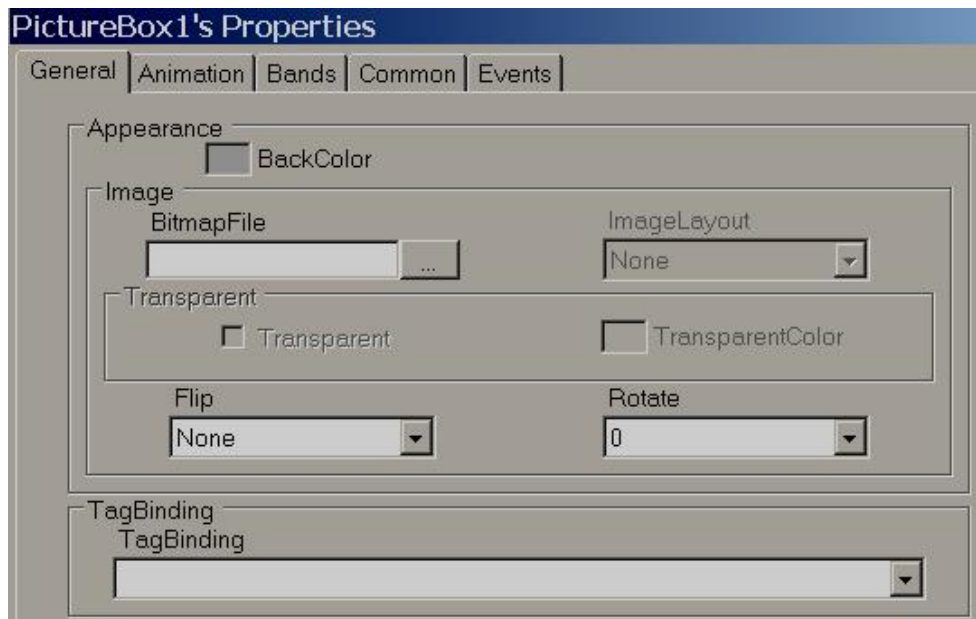 PictureBox1's Properties
General Animation Bands Common Events
Appearance
BackColor
Image
BitmapFile ImageLayout
... None
Transparent
Transparent TransparentColor
Flip Rotate
None 0
TagBinding
TagBinding